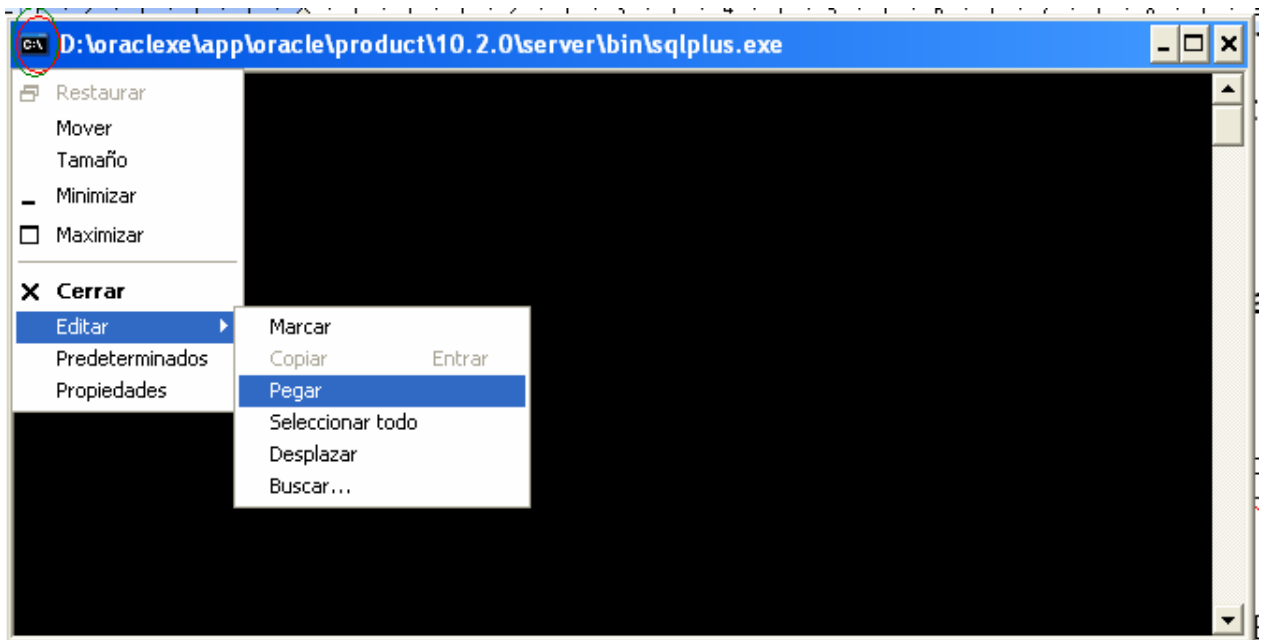 C:\ D:\oraclexe\app\oracle\product\10.2.0\server\bin\sqlplus.exe
Restaurar
Mover
Tamaño
Minimizar
Maximizar
Cerrar
Editar
Predeterminados
Propiedades
Marcar
Copiar Entrar
Pegar
Seleccionar todo
Desplazar
Buscar...